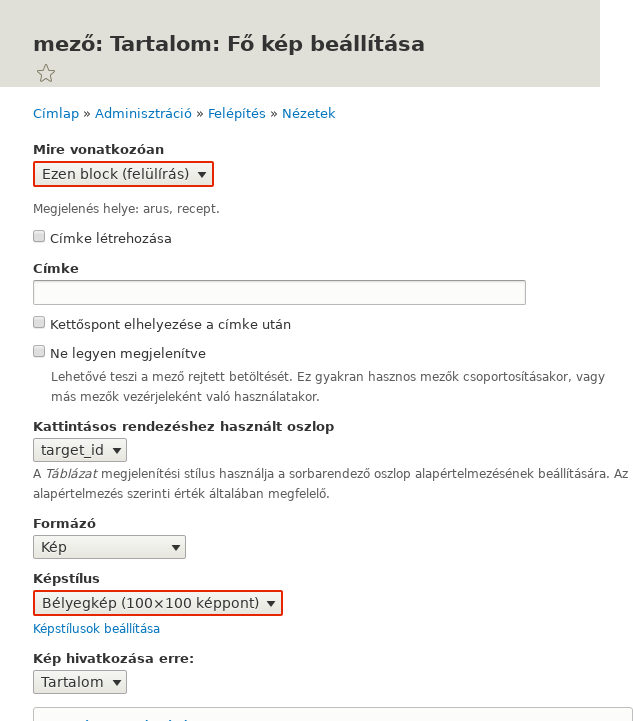 mező: Tartalom: Fő kép beállítása
Címlap » Adminisztráció » Felépítés » Nézetek
Mire vonatkozóan
Ezen block (felülírás)
Megjelenés helye: arus, recept.
Címke létrehozása
Címke
Kettőspont elhelyezése a címke után
Ne legyen megjelenítve
Lehetővé teszi a mező rejtett betöltését. Ez gyakran hasznos mezők csoportosításakor, vagy
más mezők vezérjeleként való használatakor.
Kattintásos rendezéshez használt oszlop
target_id
A Táblázat megjelenítési stílus használja a sorbarendező oszlop alapértelmezésének beállítására. Az
alapértelmezés szerinti érték általában megfelelő.
Formázó
Kép
Képstílus
Bélyegkép (100×100 képpont)
Képstílusok beállítása
Kép hivatkozása erre:
Tartalom